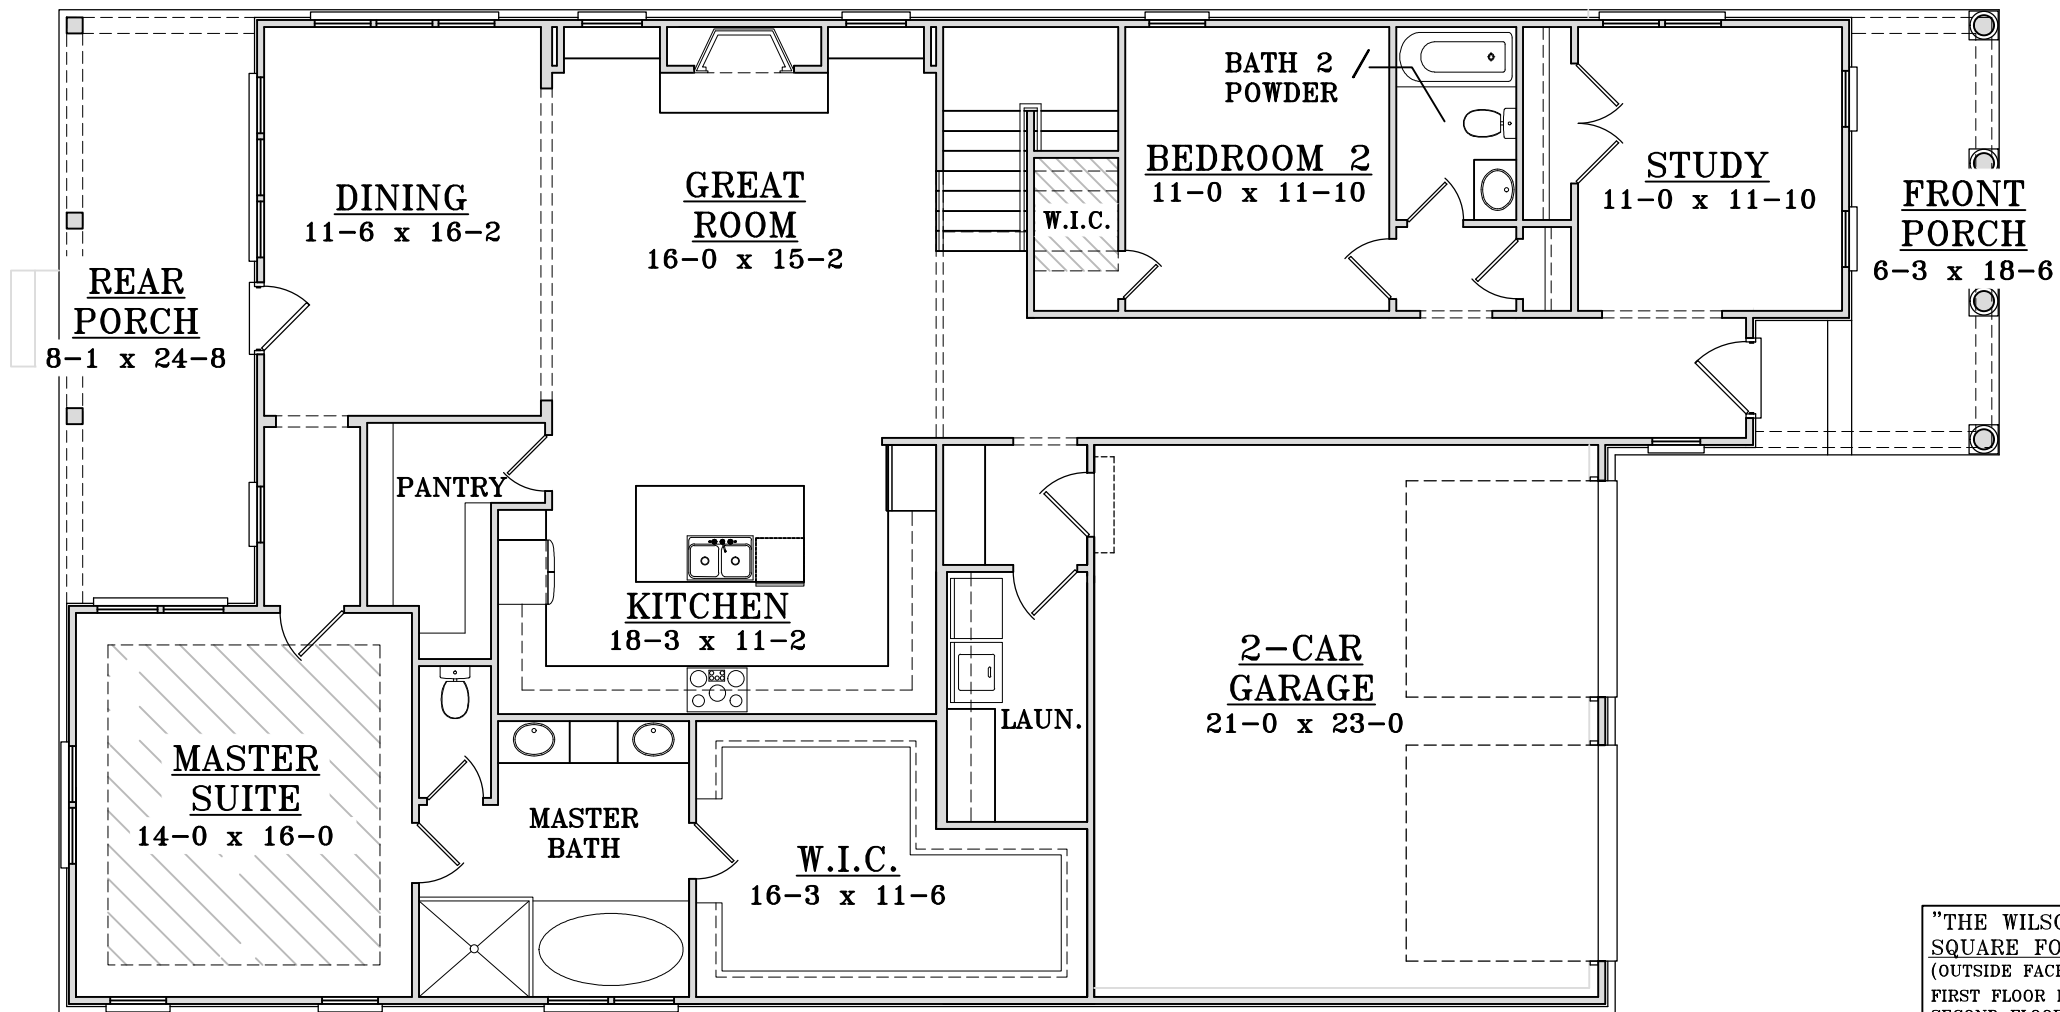 BATH 2
POWDER
DINING
11-6 x 16-2
GREAT
ROOM
16-0 x 15-2
W.I.C.
BEDROOM 2
11-0 x 11-10
STUDY
11-0 x 11-10
FRONT
PORCH
6-3 x 18-6
REAR
PORCH
8-1 x 24-8
PANTRY
KITCHEN
18-3 x 11-2
2-CAR
GARAGE
21-0 x 23-0
LAUN.
MASTER
SUITE
14-0 x 16-0
MASTER
BATH
W.I.C.
16-3 x 11-6
"THE
SQUARE
(OUTSIDE
FIRST FLOOR